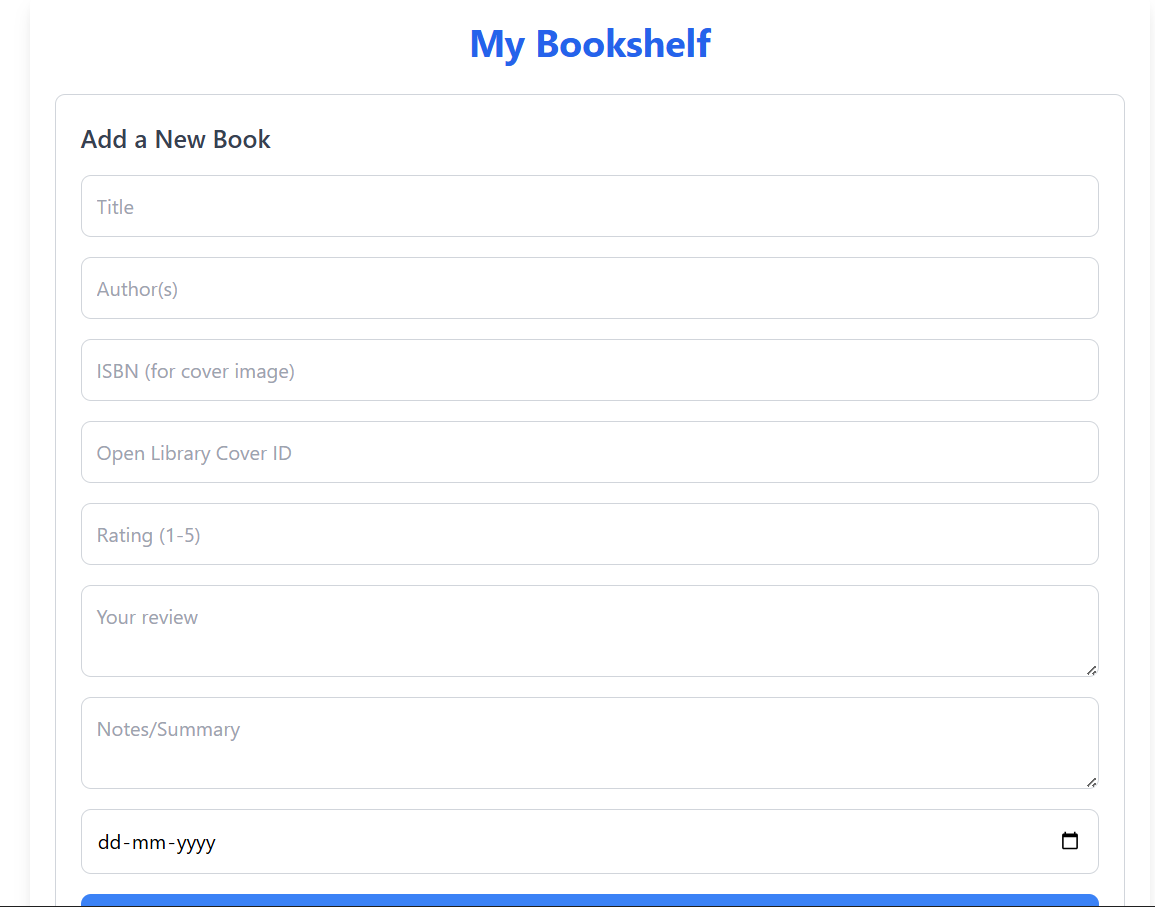 My Bookshelf
Add a New Book
Title
Author(s)
ISBN (for cover image)
Open Library Cover ID
Rating (1-5)
Your review
Notes/Summary
dd-mm-yyyy